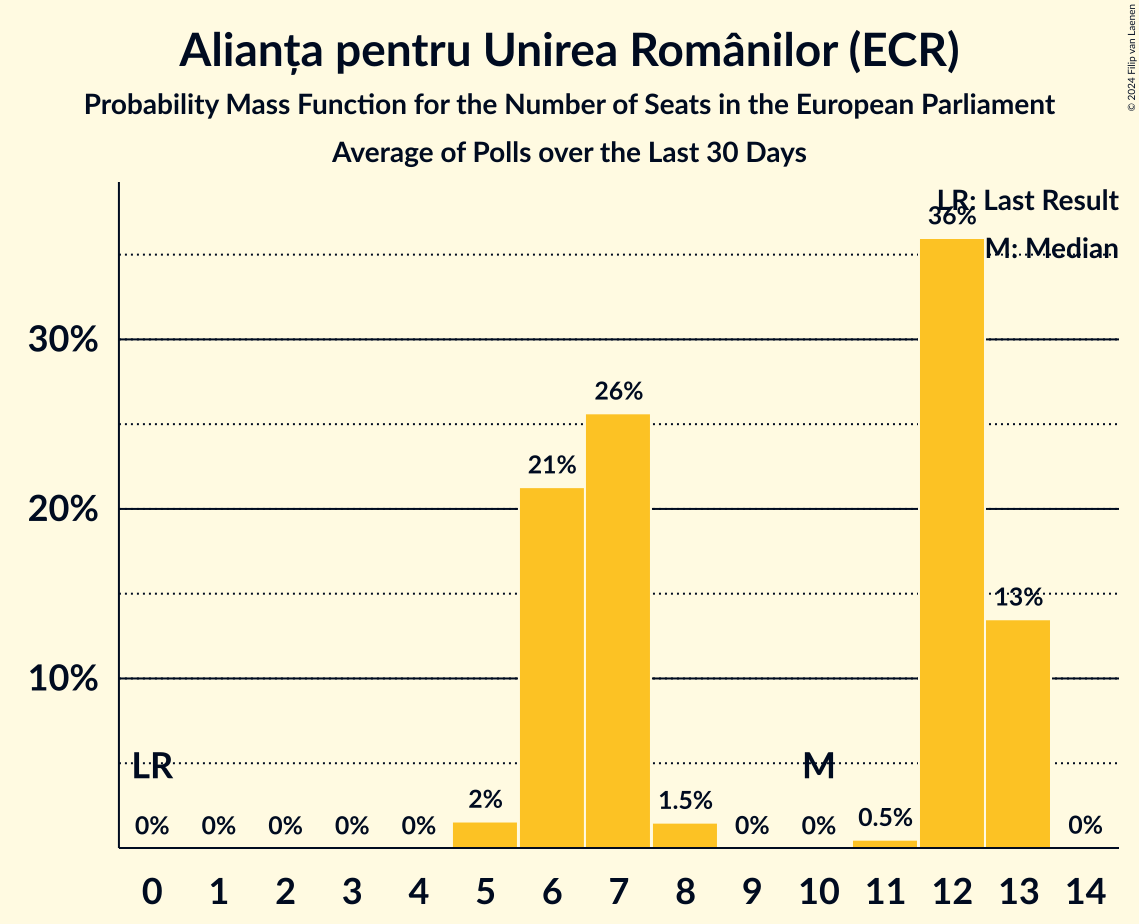 Alianța pentru Unirea Românilor (ECR)
Probability Mass Function for the Number of Seats in the European Parliament
Average of Polls over the Last 30 Days
© 2024 Filip van Laenen
LR: Last Result
M: Median
36%
30%
26%
21%
20%
13%
10%
LR
M
0%
0%
0%
0%
0%
2%
1.5%
0%
0%
0.5%
0%
0 1 2 3 4 5 6 7 8 9 10 11 12 13 14